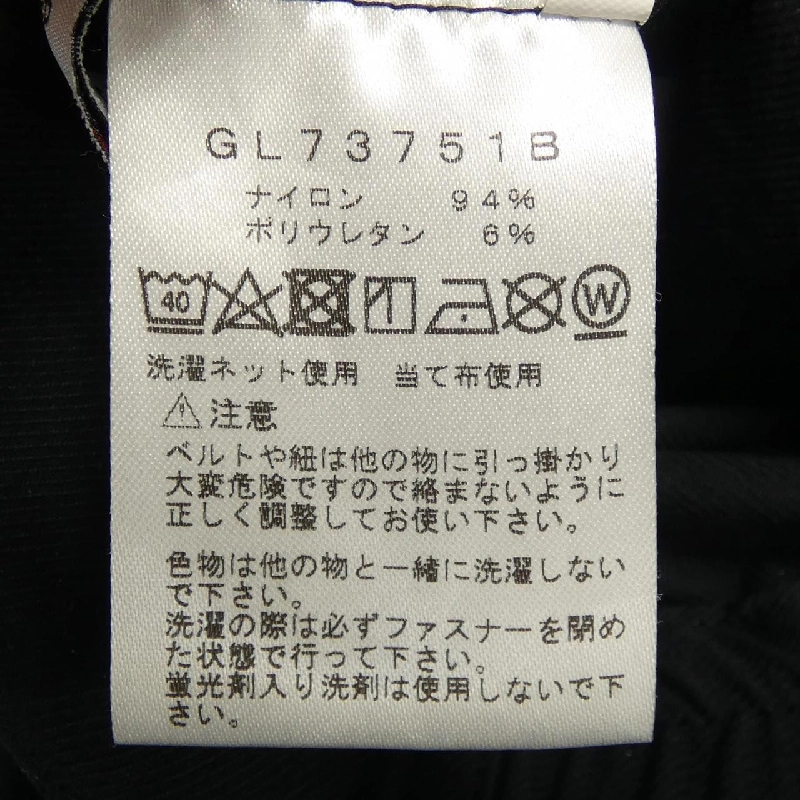 GL73751B
ナイロン 94%
ポリウレタン 6%
40 W
洗濯ネット使用 当て布使用
注意
ベルトや紐は他の物に引っ掛かり
大変危険ですので絡まないように
正しく調整してお使い下さい。
色物は他の物と一緒に洗濯しない
で下さい。
洗濯の際は必ずファスナーを閉め
た状態で行って下さい。
蛍光剤入り洗剤は使用しないで下
さい。